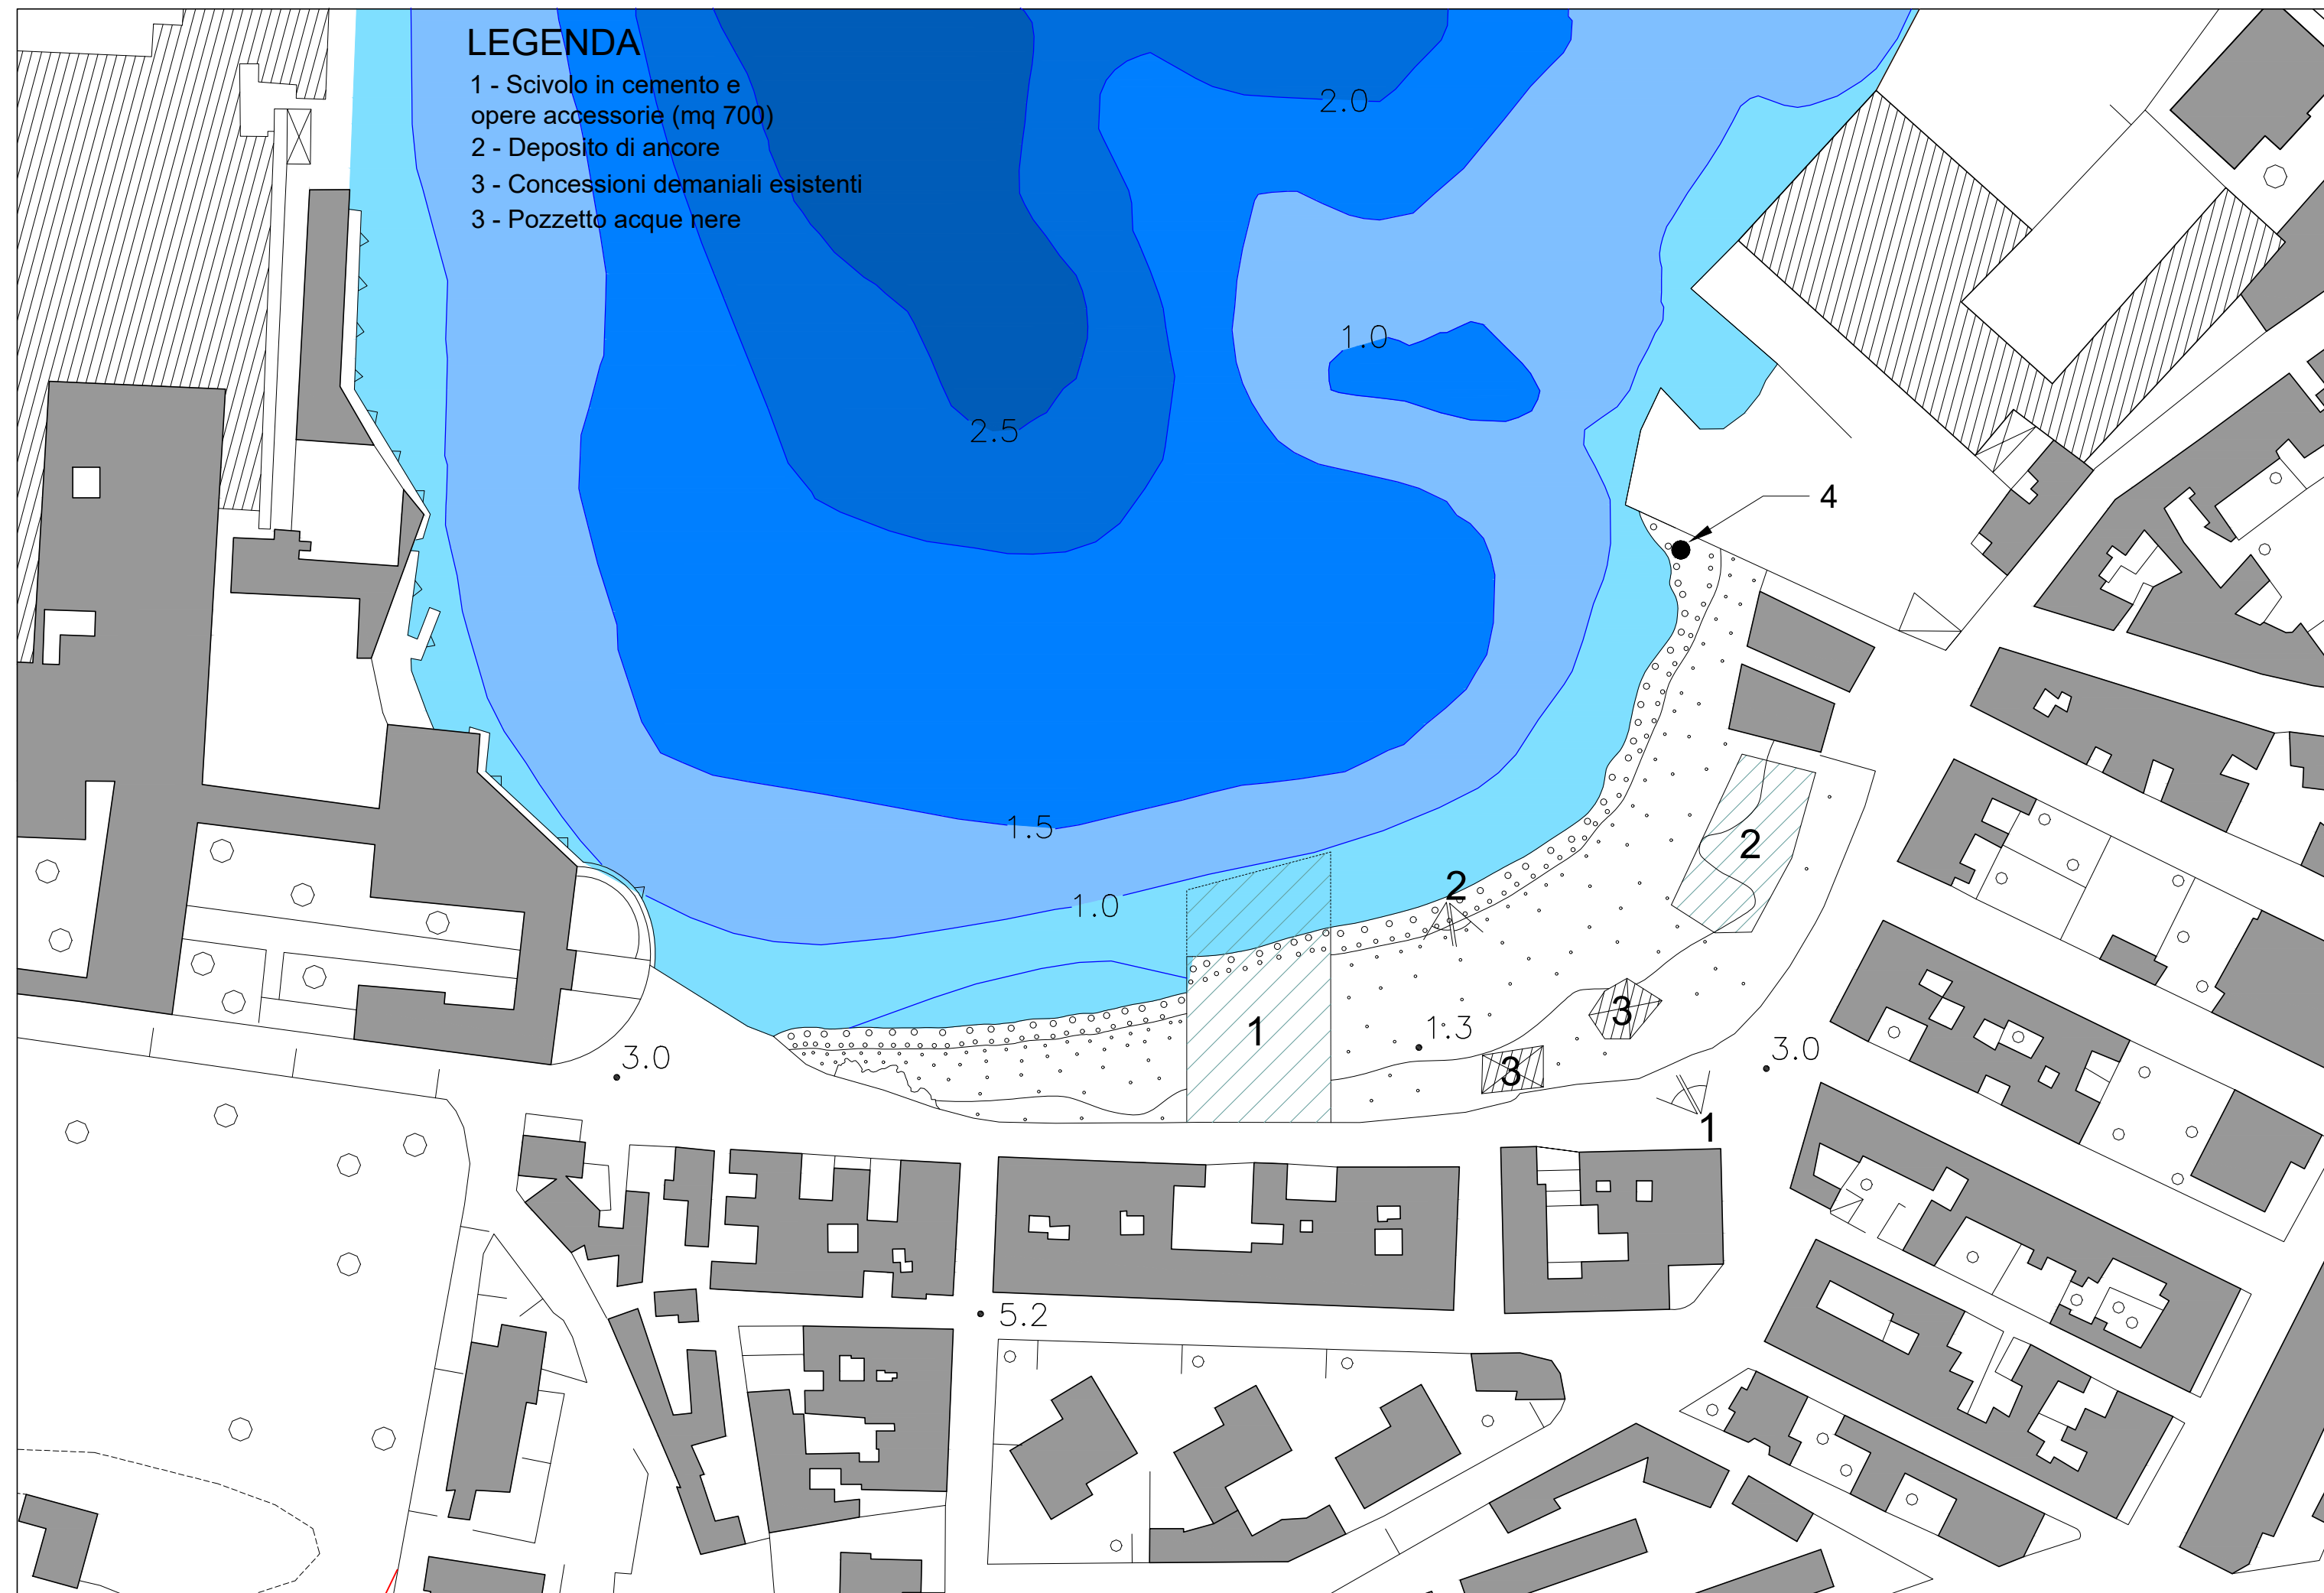 LEGENDA
1 - Scivolo in cemento e
opere accessorie (mq 700)
2 - Deposito di ancore
3 - Concessioni demaniali esistenti
3 - Pozzetto acque nere
2.0
1.0
2.5
4
1.5
2
2
1.0
1
3
1.3
3
3.0
3.0
1
5.2